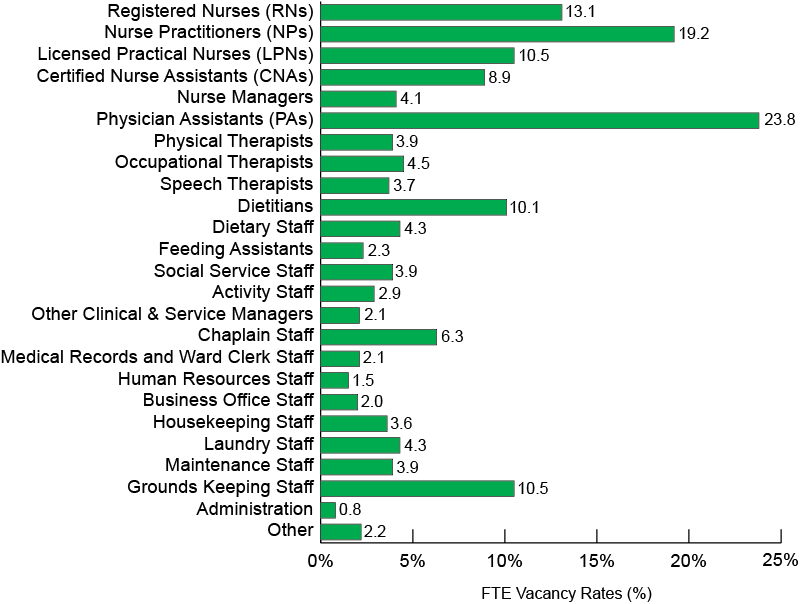 Registered Nurses (RNs) 13.1
Nurse Practitioners (NPs) 19.2
Licensed Practical Nurses (LPNs) 10.5
Certified Nurse Assistants (CNAs) 8.9
Nurse Managers 4.1
Physician Assistants (PAs) 23.8
Physical Therapists 3.9
Occupational Therapists 4.5
Speech Therapists 3.7
Dietitians 10.1
Dietary Staff 4.3
Feeding Assistants 2.3
Social Service Staff 3.9
Activity Staff 2.9
Other Clinical & Service Managers 2.1
Chaplain Staff 6.3
Medical Records and Ward Clerk Staff 2.1
Human Resources Staff 1.5
Business Office Staff 2.0
Housekeeping Staff 3.6
Laundry Staff 4.3
Maintenance Staff 3.9
Grounds Keeping Staff 10.5
Administration 0.8
Other 2.2
0% 5% 10% 15% 20% 25%
FTE Vacancy Rates (%)